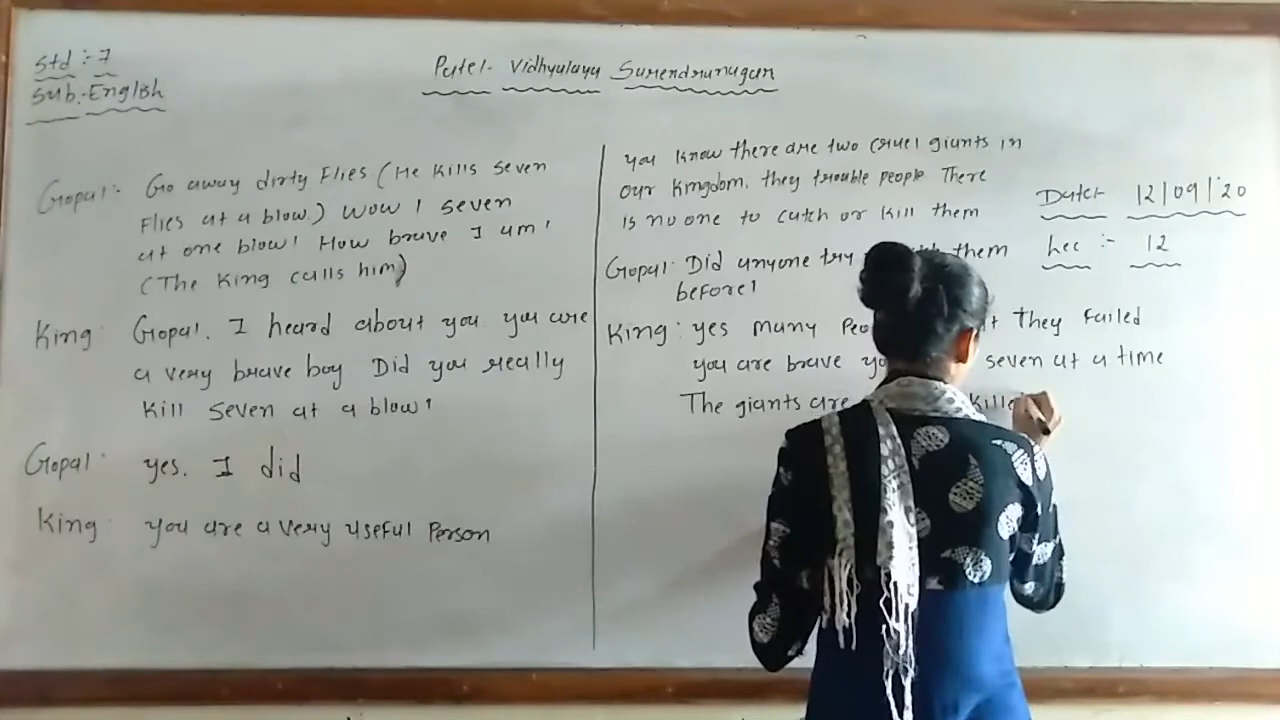 Std :- 7
Sub.-English
Patel- Vidhyalaya Surendranagar
Gopal:- Go away dirty Flies (He kills seven
Flies at a blow.) Wow! seven
at one blow! How brave I am!
(The King calls him)
King: Gopal. I heard about you you are
a very brave boy Did you really
kill seven at a blow?
Gopal: yes. I did
King: you are a very useful Person
you know there are two cruel giants in
our kingdom. they trouble people There
is no one to catch or kill them
Gopal: Did anyone try them
before?
King: yes many they Failed
you are brave seven at a time
The giants are
Date:- 12/09/'20
Lec :- 12